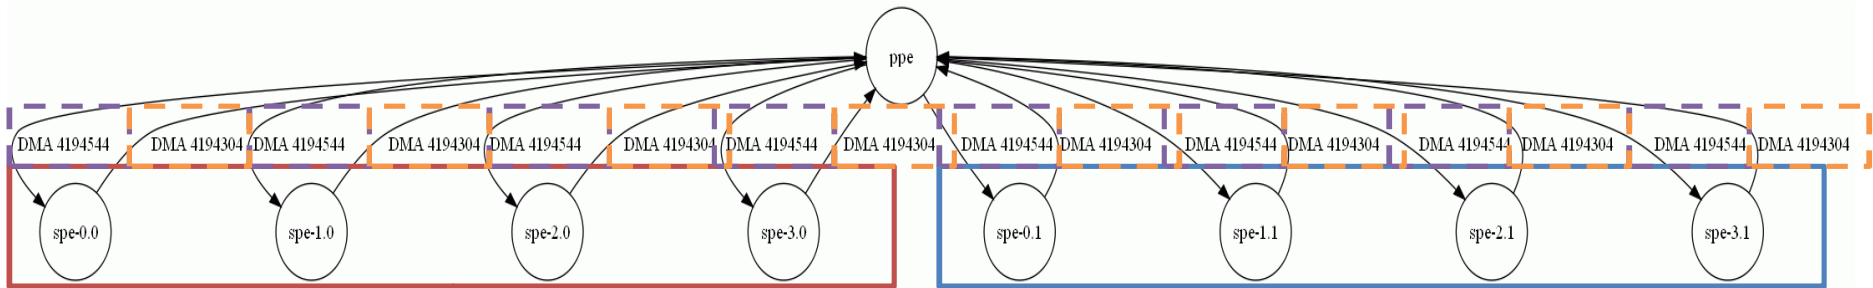 ppe
DMA 4194544 DMA 4194304 DMA 4194544 DMA 4194304 DMA 4194544 DMA 4194304 DMA 4194544 DMA 4194304 DMA 4194544 DMA 4194304 DMA 4194544 DMA 4194304 DMA 4194544 DMA 4194304 DMA 4194544 DMA 4194304
spe-0.0 spe-1.0 spe-2.0 spe-3.0 spe-0.1 spe-1.1 spe-2.1 spe-3.1